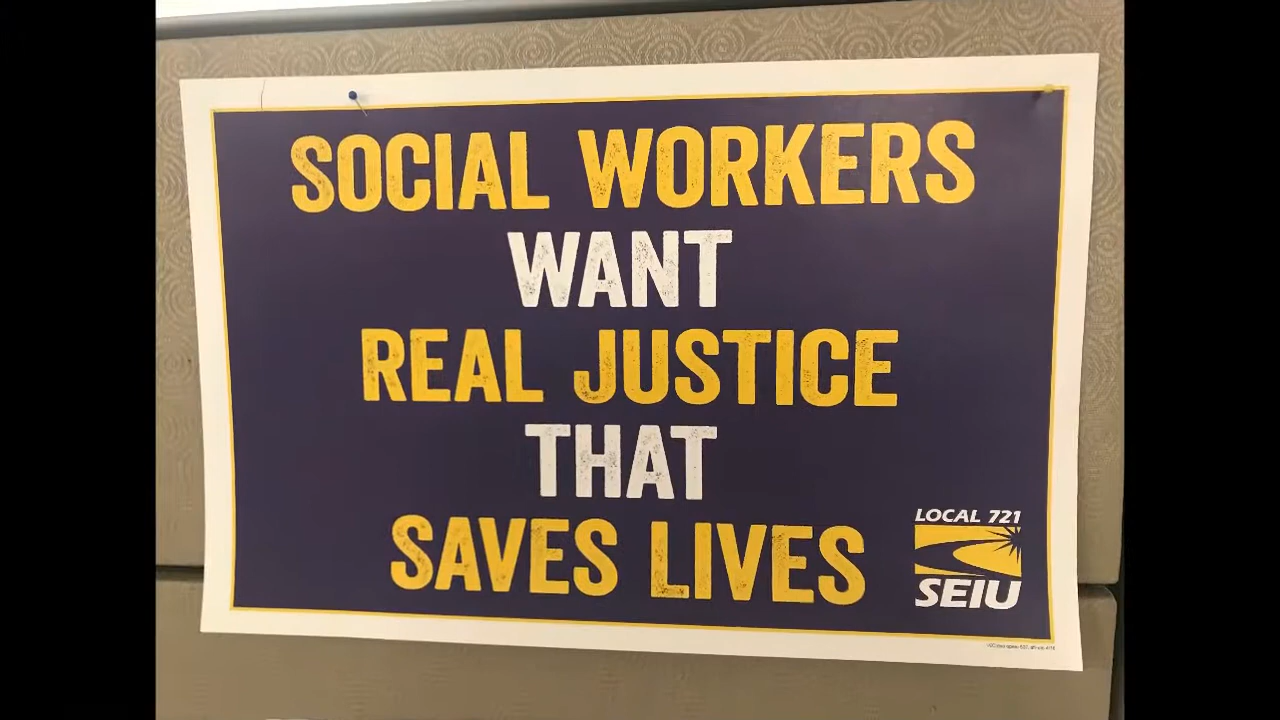 SOCIAL WORKERS
WANT
REAL JUSTICE
THAT
SAVES LIVES
LOCAL 721
SEIU